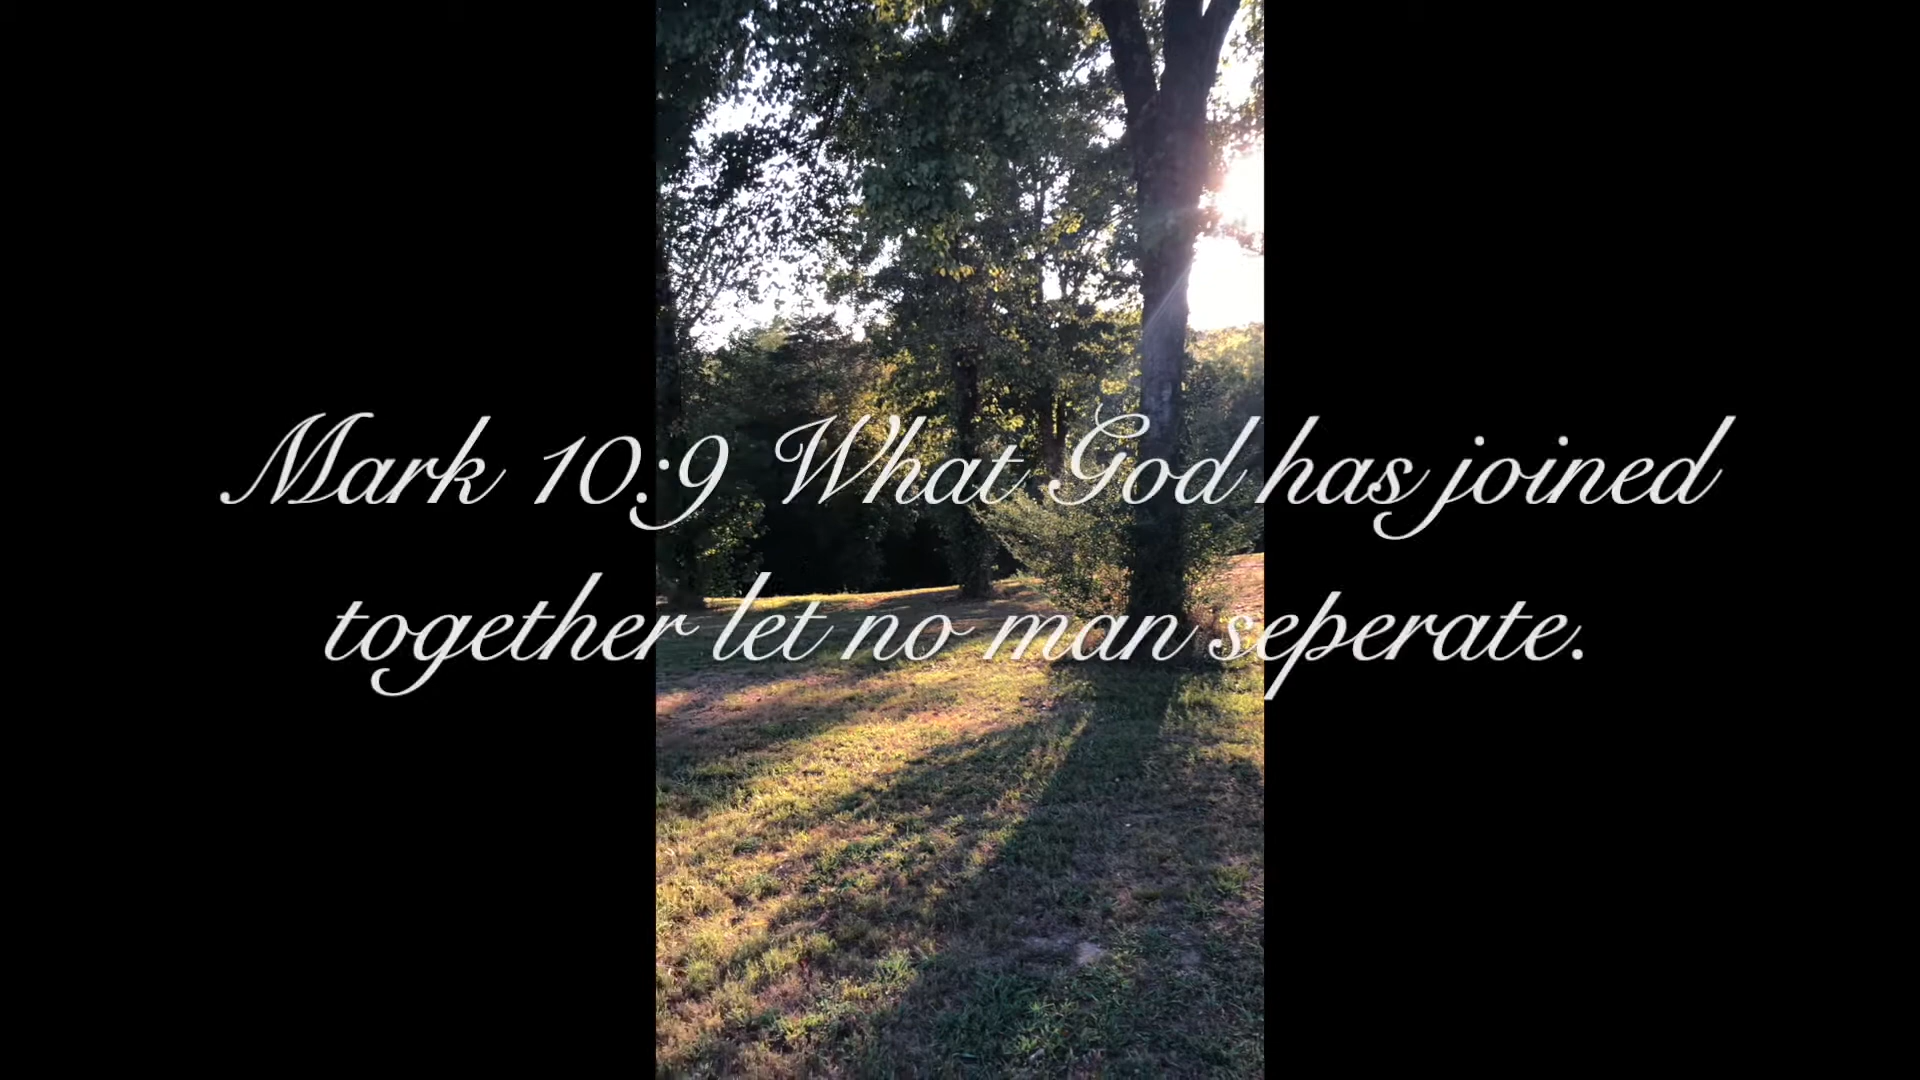 Mark 10:9 What God has joined
together let no man seperate.